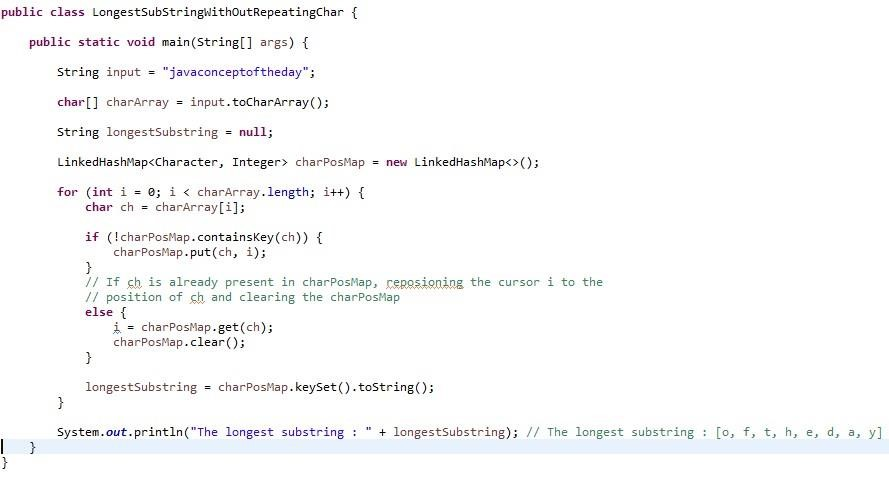 public class LongestSubStringWithOutRepeatingChar {
public static void main(String[] args) {
String input = "javaconceptoftheday";
char[] charArray = input.toCharArray();
String longestSubstring = null;
LinkedHashMap<Character, Integer> charPosMap = new LinkedHashMap<>();
for (int i = 0; i < charArray.length; i++) {
char ch = charArray[i];
if (!charPosMap.containsKey(ch)) {
charPosMap.put(ch, i);
}
// If ch is already present in charPosMap, reposioning the cursor i to the
// position of ch and clearing the charPosMap
else {
i = charPosMap.get(ch);
charPosMap.clear();
}
longestSubstring = charPosMap.keySet().toString();
}
System.out.println("The longest substring : " + longestSubstring); // The longest substring : [o, f, t, h, e, d, a, y]
}
}